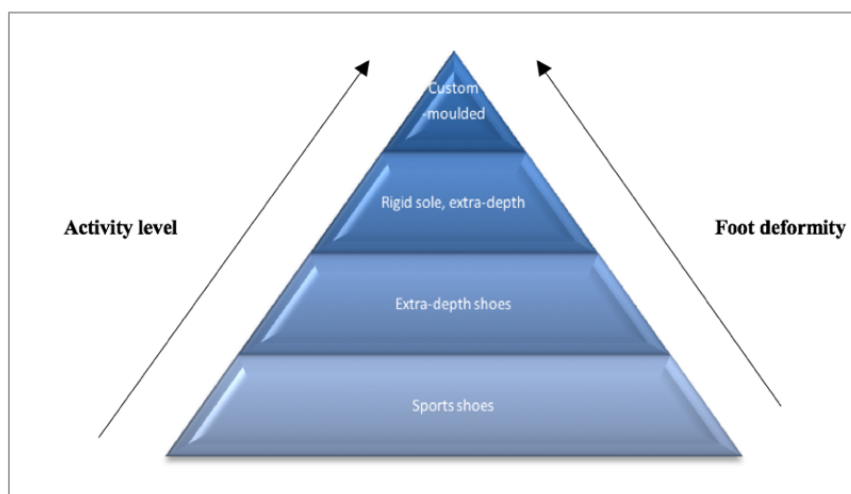 Custom
-moulded
Rigid sole, extra-depth
Activity level
Foot deformity
Extra-depth shoes
Sports shoes